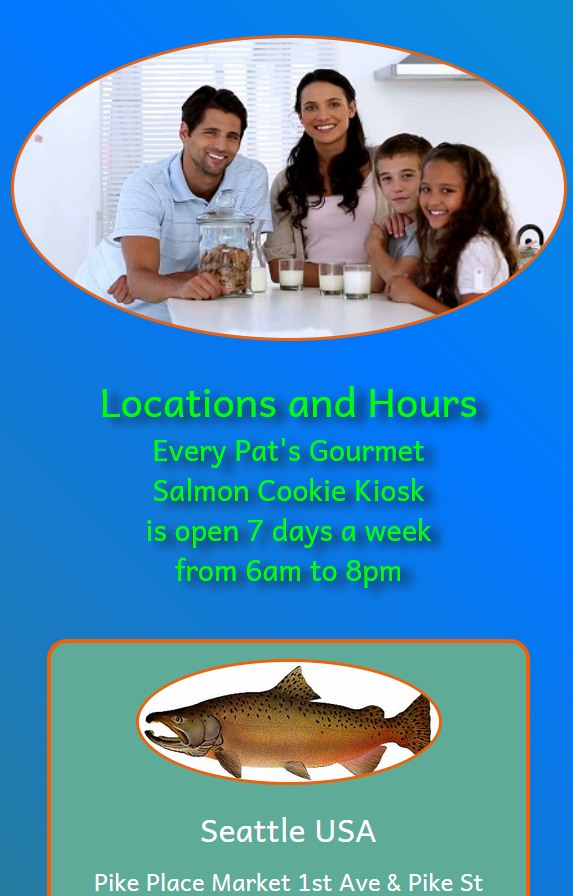 Locations and Hours
Every Pat's Gourmet
Salmon Cookie Kiosk
is open 7 days a week
from 6am to 8pm
Seattle USA
Pike Place Market 1st Ave & Pike St